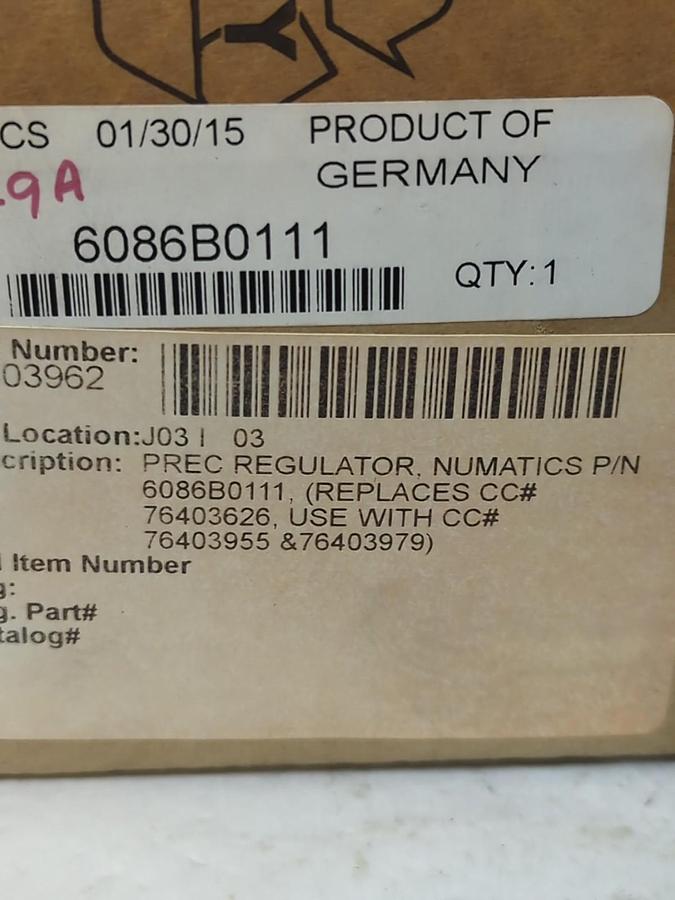 CS 01/30/15 PRODUCT OF
GERMANY
9A
6086B0111
QTY: 1
Number:
03962
Location: J03 I 03
cription: PREC REGULATOR, NUMATICS P/N
6086B0111, (REPLACES CC#
76403626, USE WITH CC#
76403955 &76403979)
Item Number
g:
g. Part#
talog#